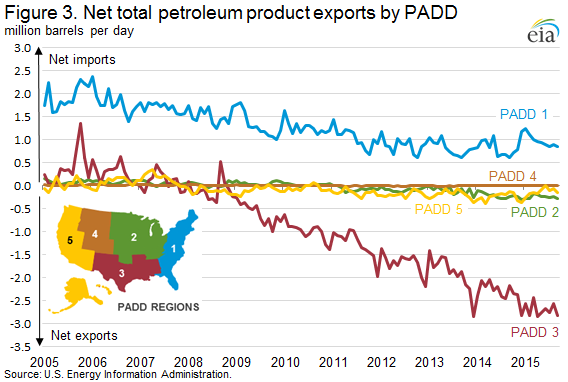 Figure 3. Net total petroleum product exports by PADD
million barrels per day
eia
3.0
Net imports
2.5
2.0
1.5
PADD 1
1.0
0.5
PADD 4
0.0
PADD 5
PADD 2
-0.5
-1.0
5 4 2 1
3
-1.5
-2.0
-2.5
PADD REGIONS
-3.0
PADD 3
Net exports
-3.5
2005 2006 2007 2008 2009 2010 2011 2012 2013 2014 2015
Source: U.S. Energy Information Administration.